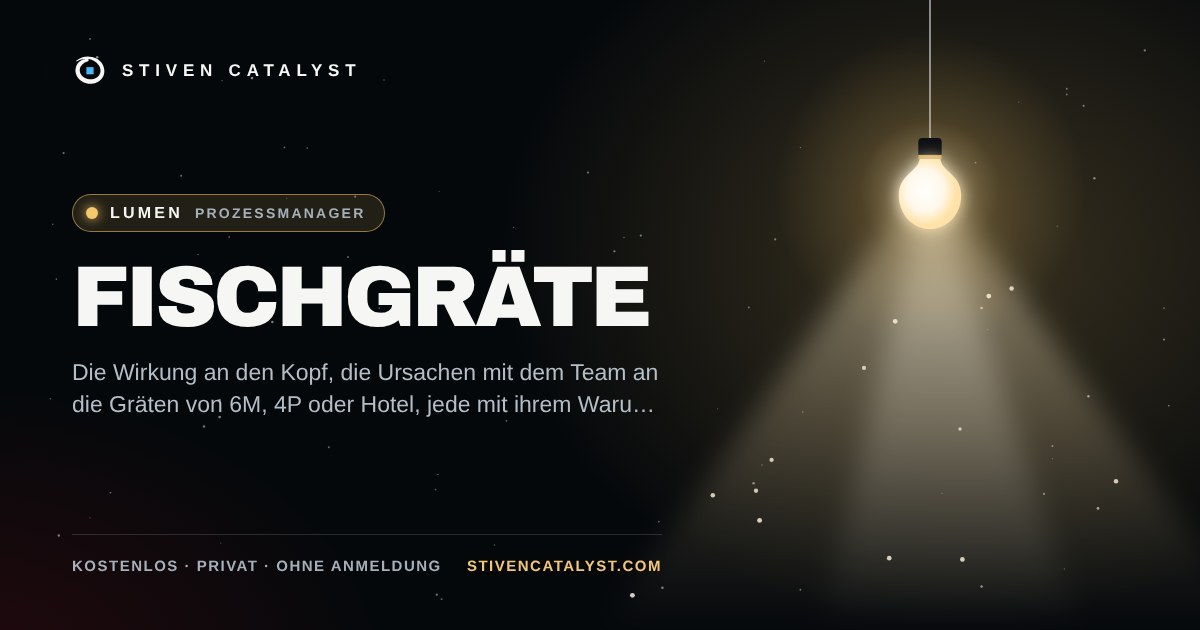 STIVEN CATALYST
LUMEN PROZESSMANAGER
FISCHGRÄTE
Die Wirkung an den Kopf, die Ursachen mit dem Team an
die Gräten von 6M, 4P oder Hotel, jede mit ihrem Waru…
KOSTENLOS · PRIVAT · OHNE ANMELDUNG STIVENCATALYST.COM